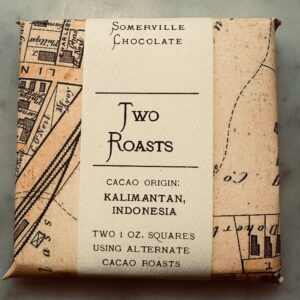 Somerville
Chocolate
Two
Roasts
Cacao Origin:
Kalimantan,
Indonesia
Two 1 oz. squares
using alternate
cacao roasts